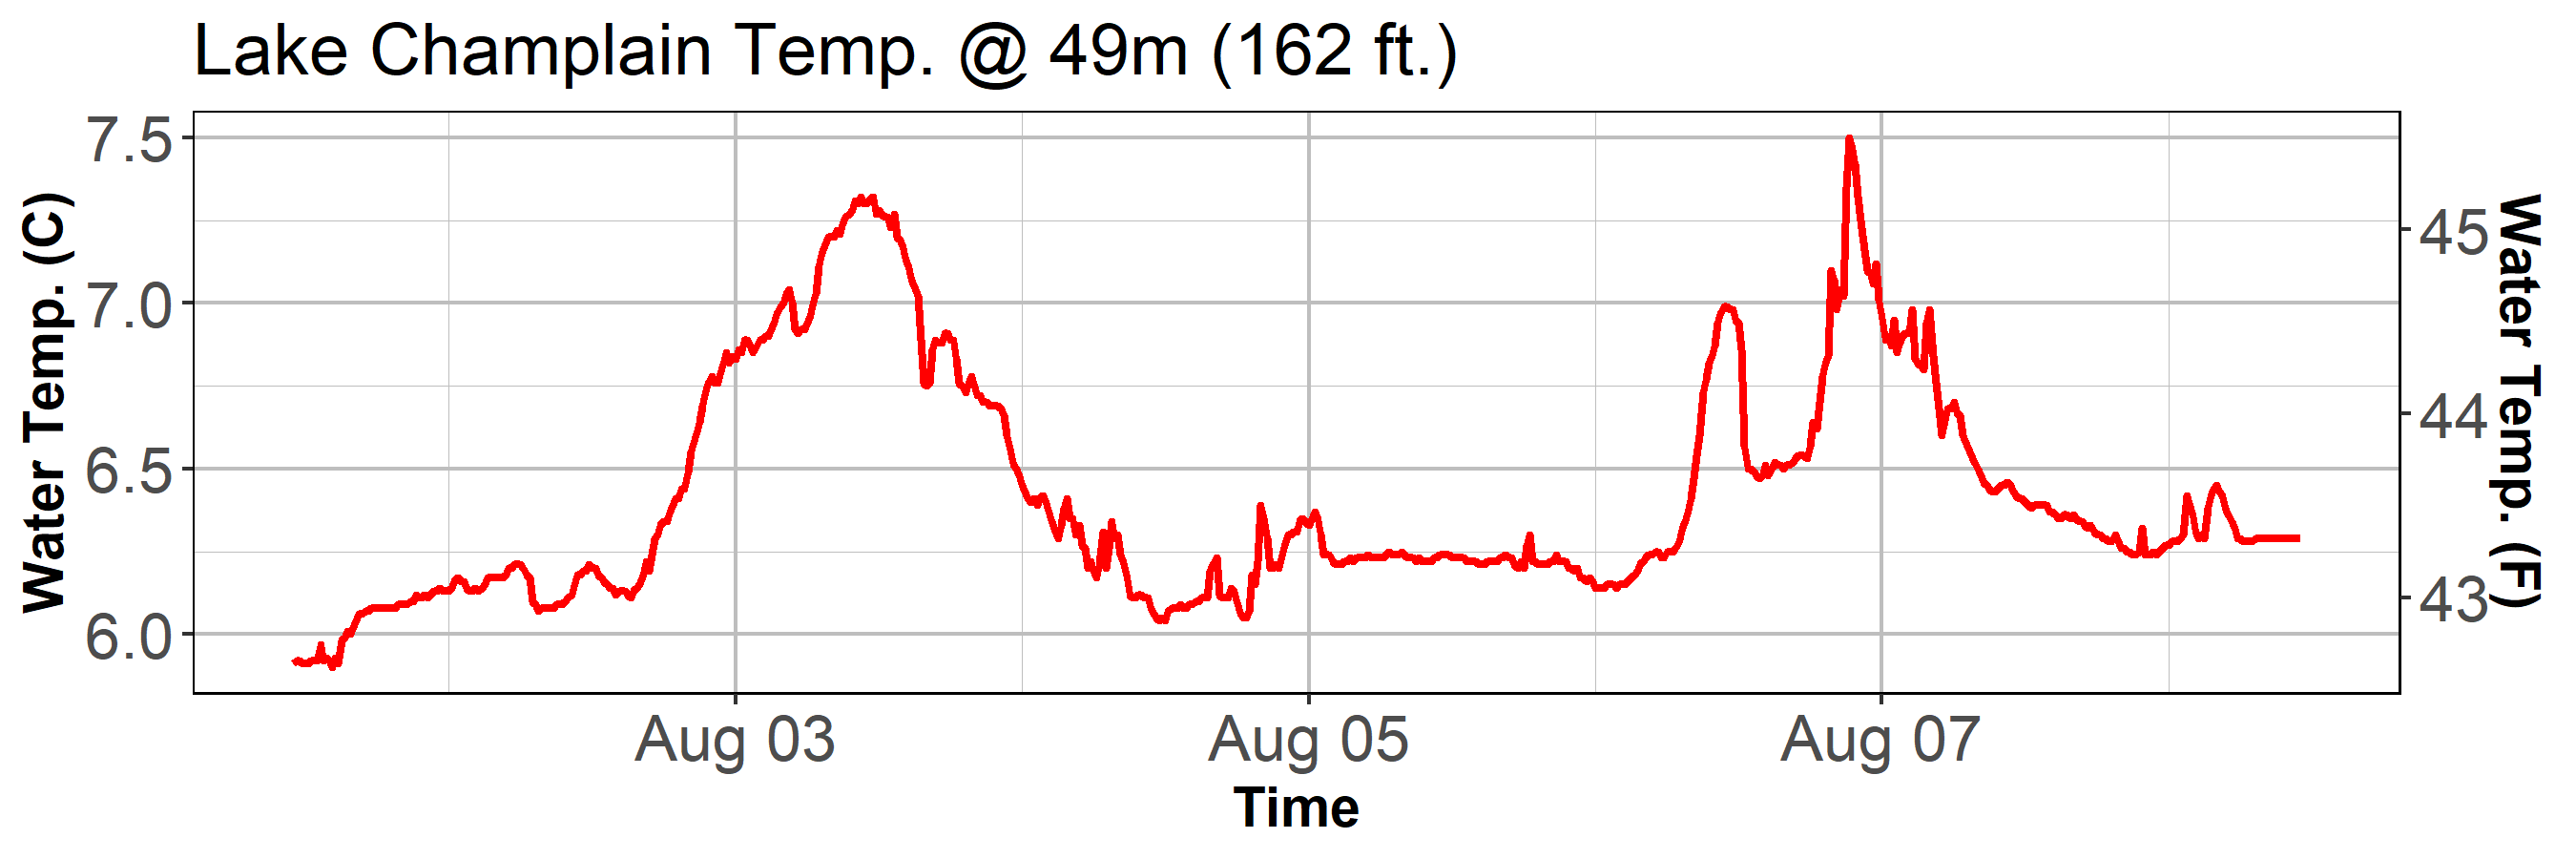 Lake Champlain Temp. @ 49m (162 ft.)
Water Temp. (C)
7.5
7.0
6.5
6.0
45
44
43
Water Temp. (F)
Aug 03 Aug 05 Aug 07
Time